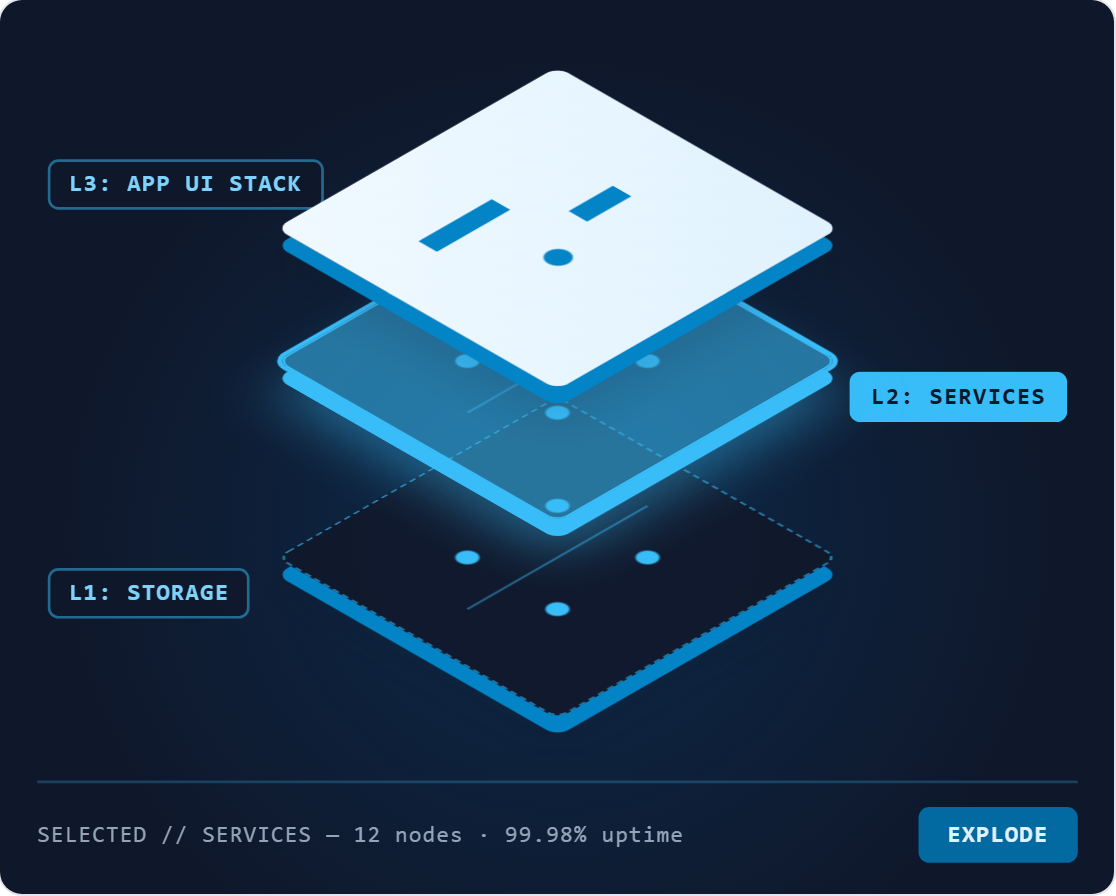 L3: APP UI STACK
L2: SERVICES
L1: STORAGE
SELECTED // SERVICES — 12 nodes · 99.98% uptime
EXPLODE